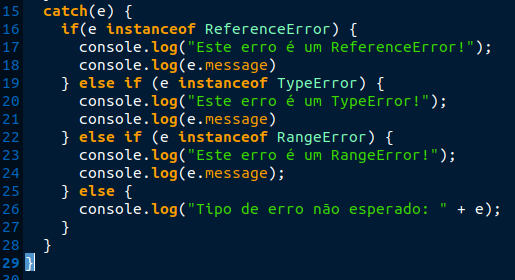 15 catch(e) {
16 if(e instanceof ReferenceError) {
17 console.log("Este erro é um ReferenceError!");
18 console.log(e.message)
19 } else if (e instanceof TypeError) {
20 console.log("Este erro é um TypeError!");
21 console.log(e.message)
22 } else if (e instanceof RangeError) {
23 console.log("Este erro é um RangeError!");
24 console.log(e.message);
25 } else {
26 console.log("Tipo de erro não esperado: " + e);
27 }
28 }
29 }